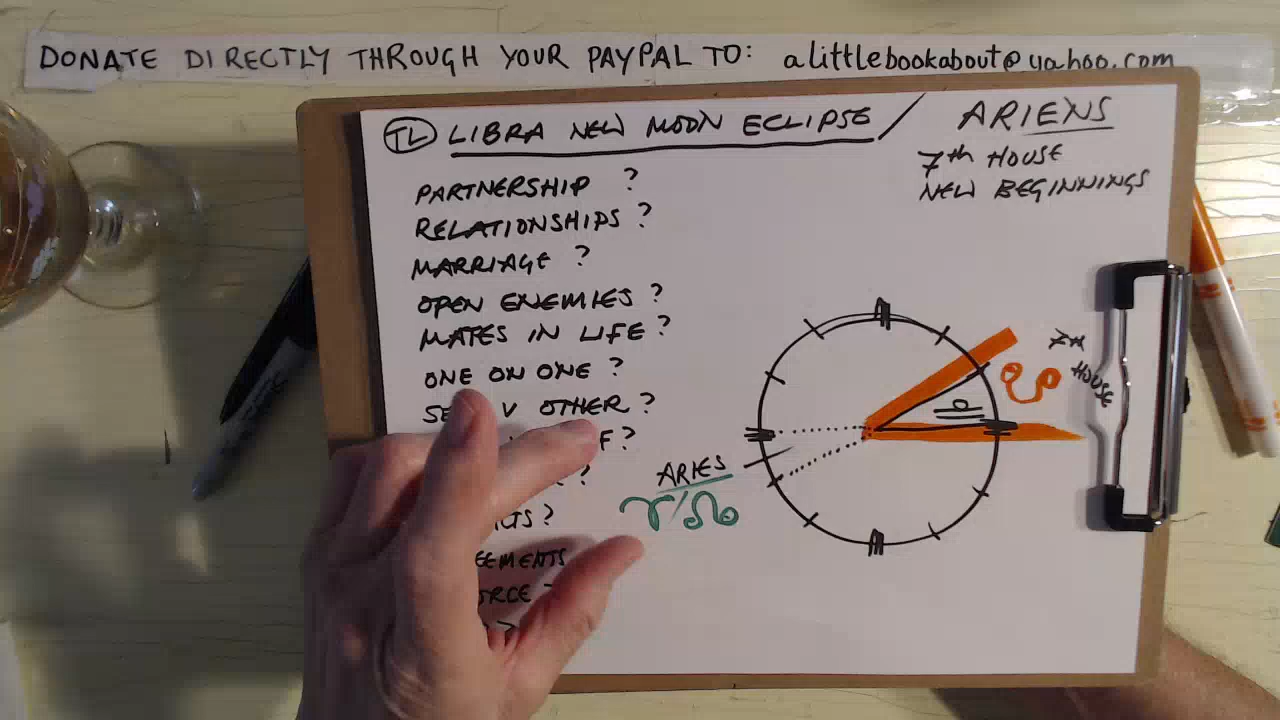 DONATE DIRECTLY THROUGH YOUR PAYPAL TO: alittlebookabout@yahoo.com
TL LIBRA NEW MOON ECLIPSE /
ARIENS
7th HOUSE
NEW BEGINNINGS
PARTNERSHIP ?
RELATIONSHIPS ?
MARRIAGE ?
OPEN ENEMIES ?
MATES IN LIFE ?
ONE ON ONE ?
V OTHER ?
?
?
?
7TH
HOUSE
♎
☋
ARIES
♈/☊